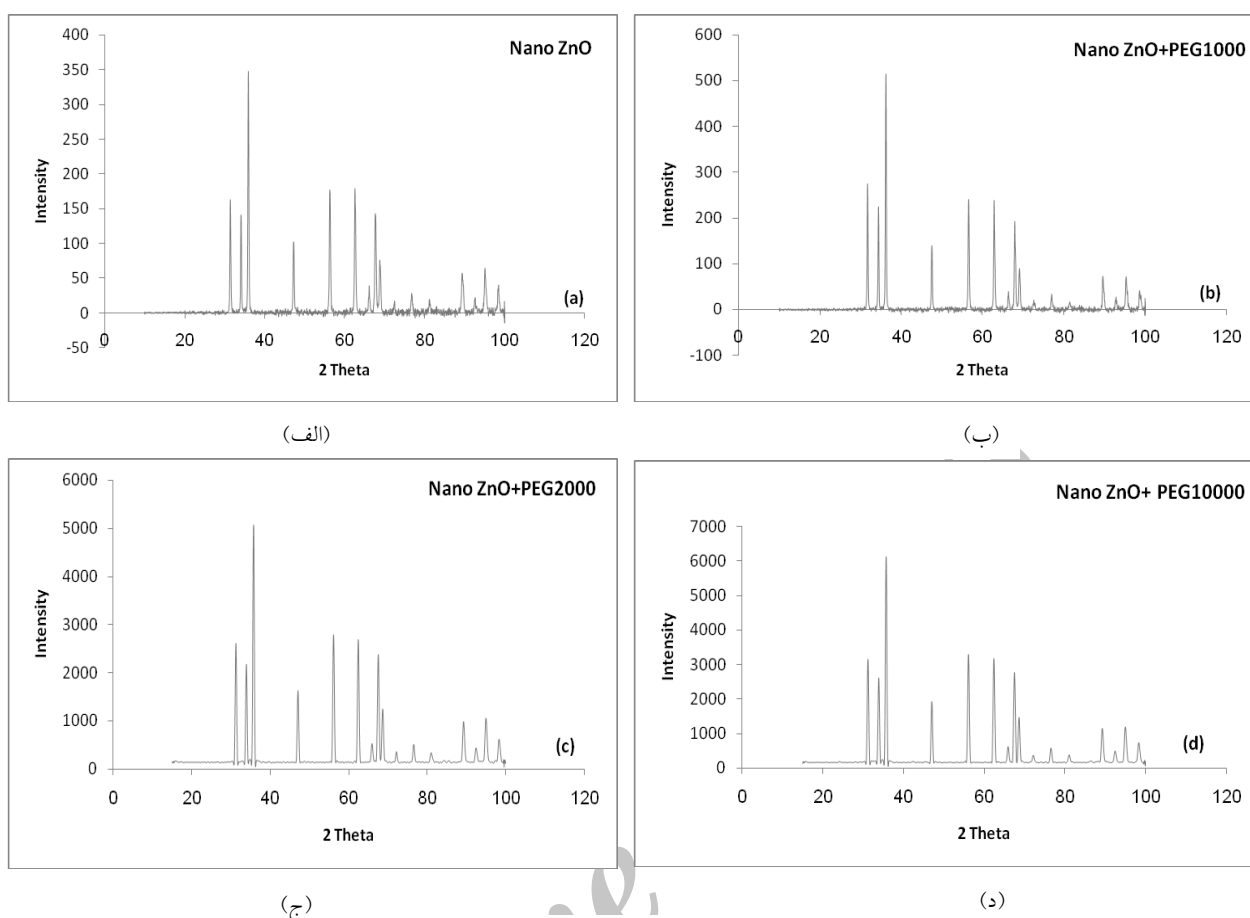 Nano ZnO
400
350
300
250
200
150
100
50
0
-50
Intensity
0 20 40 60 80 100 120
2 Theta
(a)
(الف)
Nano ZnO+PEG1000
600
500
400
300
200
100
0
-100
Intensity
0 20 40 60 80 100 120
2 Theta
(b)
(ب)
Nano ZnO+PEG2000
6000
5000
4000
3000
2000
1000
0
Intensity
0 20 40 60 80 100 120
2 Theta
(c)
(ج)
Nano ZnO+ PEG10000
7000
6000
5000
4000
3000
2000
1000
0
Intensity
0 20 40 60 80 100 120
2 Theta
(d)
(د)